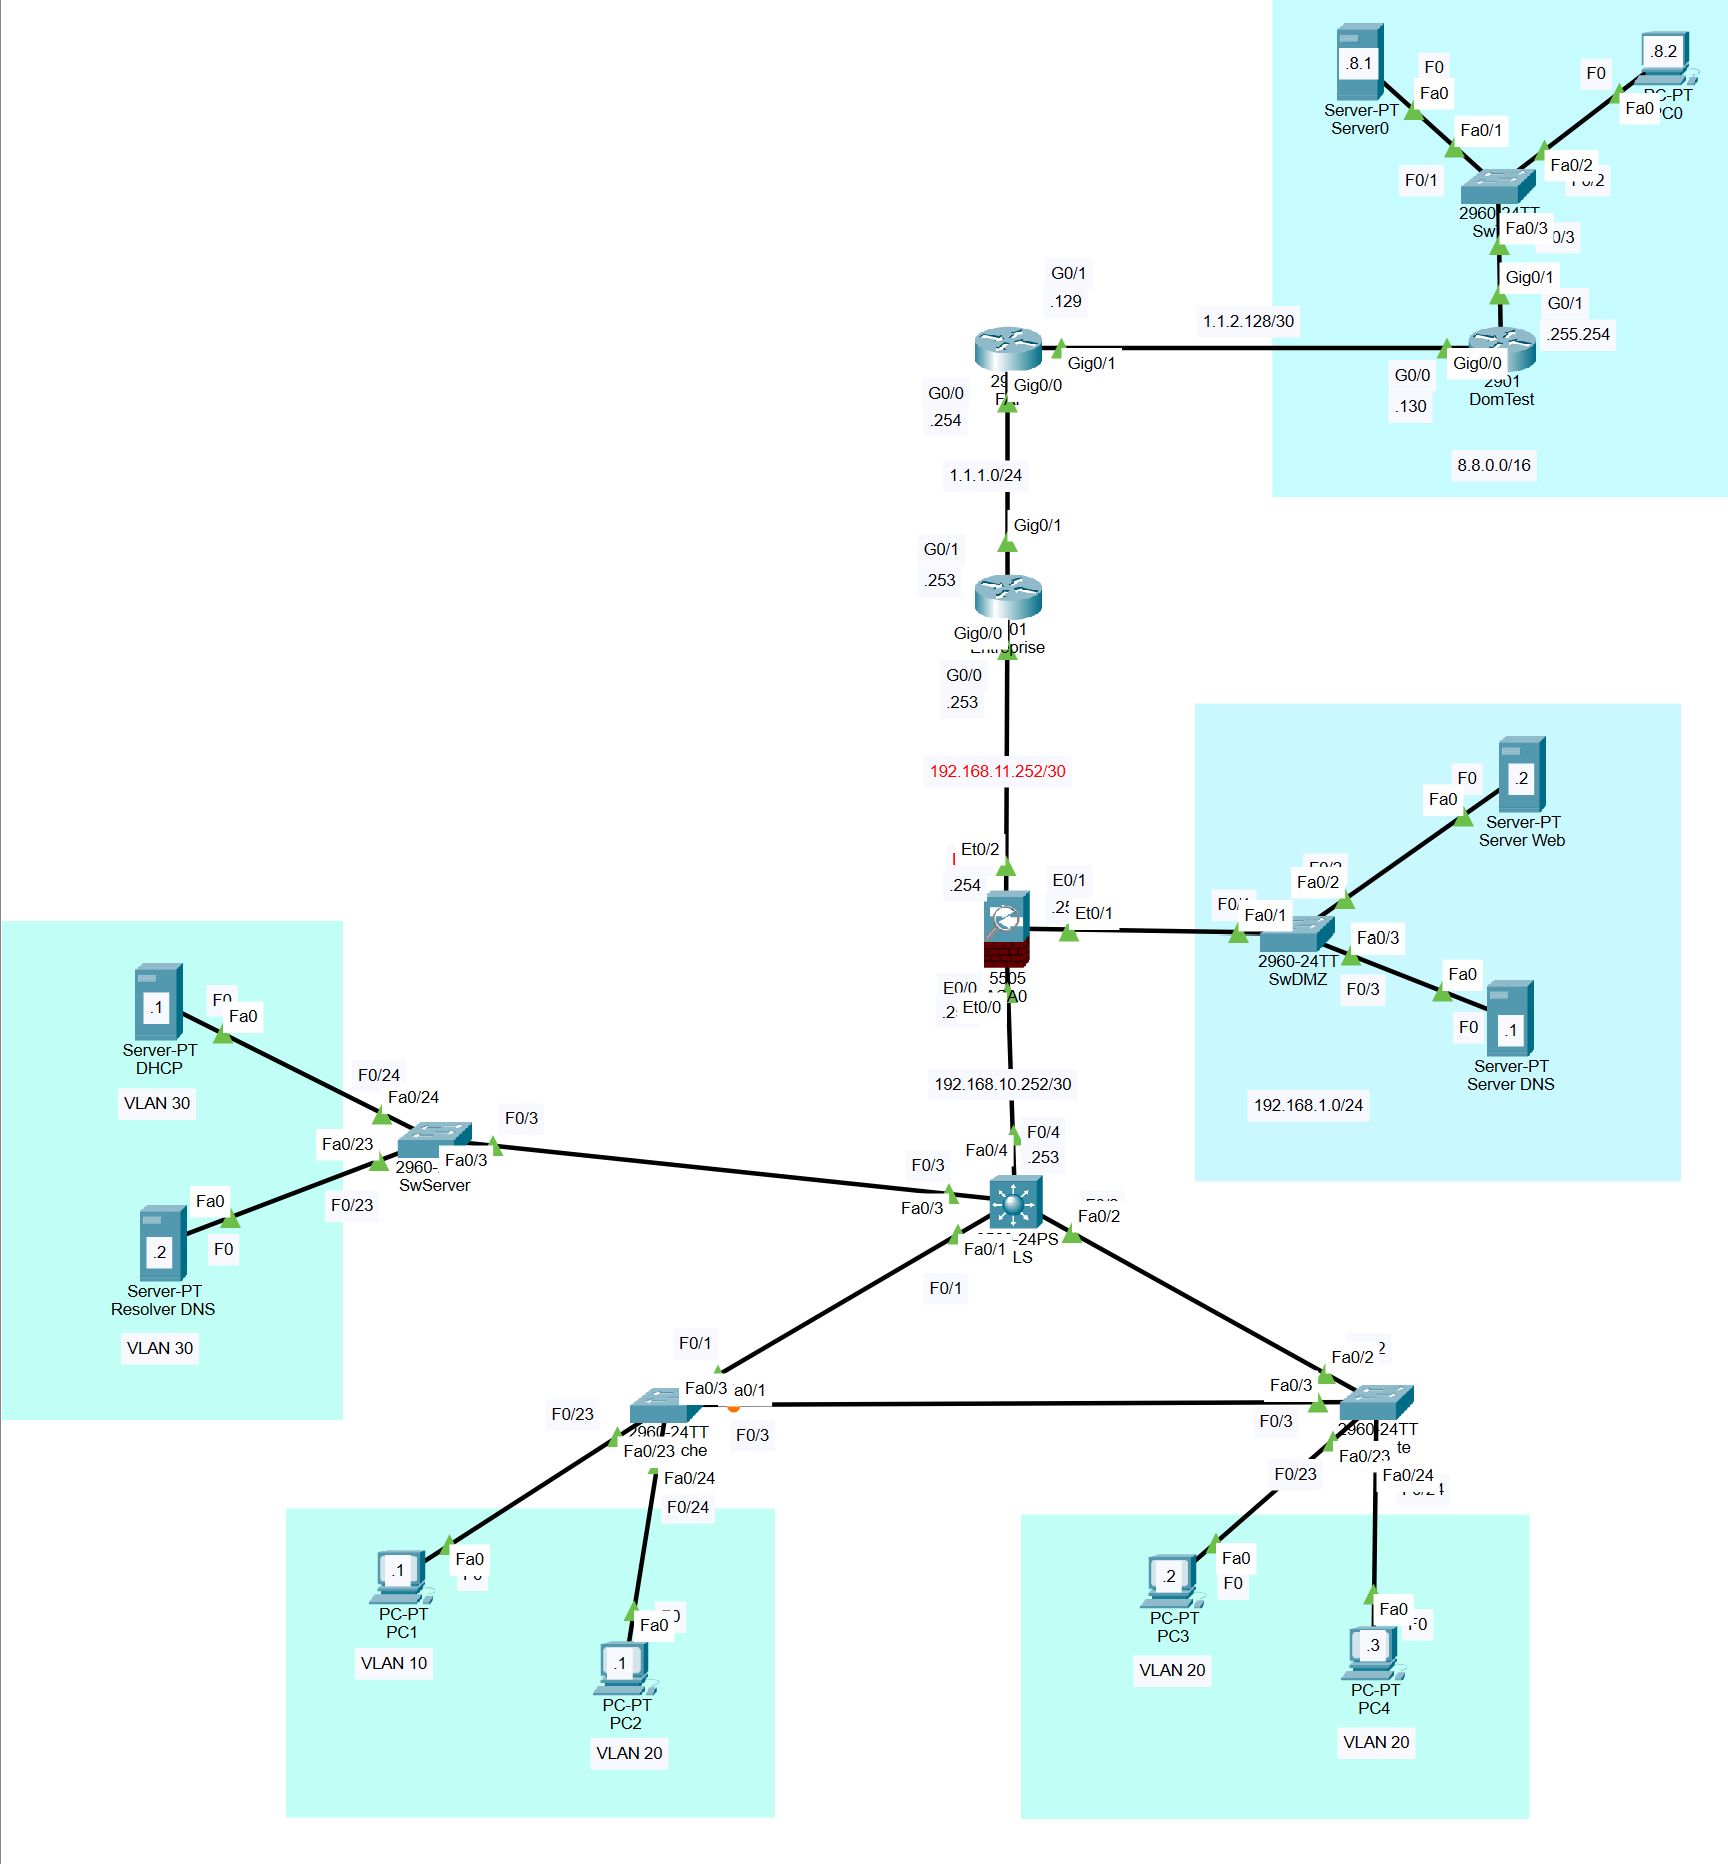 .8.1
Server-PT
Server0
F0
Fa0
Fa0/1
F0/1
.8.2
F0
Fa0
PC-PT
PC0
Fa0/2
F0/2
2960-24TT
Fa0/3
0/3
Gig0/1
G0/1
.255.254
G0/1
.129
1.1.2.128/30
Gig0/1
Gig0/0
G0/0
.130
2901
DomTest
8.8.0.0/16
Gig0/0
G0/0
.254
1.1.1.0/24
Gig0/1
G0/1
.253
Gig0/0
01
Entreprise
G0/0
.253
192.168.11.252/30
Et0/2
.254
E0/1
Et0/1
5505
E0/0
Et0/0
192.168.10.252/30
.2
Server-PT
Server Web
F0
Fa0
Fa0/2
Fa0/1
2960-24TT
SwDMZ
Fa0/3
F0/3
Fa0
F0
.1
Server-PT
Server DNS
192.168.1.0/24
.1
Server-PT
DHCP
VLAN 30
F0
Fa0
F0/24
Fa0/24
Fa0/23
F0/23
SwServer
Fa0/3
F0/3
Fa0
F0
.2
Server-PT
Resolver DNS
VLAN 30
F0/4
.253
Fa0/4
F0/3
Fa0/3
Fa0/2
-24PS
LS
Fa0/1
F0/1
F0/1
Fa0/3
a0/1
F0/3
2960-24TT
che
F0/23
Fa0/23
Fa0/24
F0/24
Fa0
.1
PC-PT
PC1
VLAN 10
Fa0
.1
PC-PT
PC2
VLAN 20
Fa0/2
Fa0/3
F0/3
2960-24TT
te
Fa0/23
F0/23
Fa0/24
Fa0
F0
.2
PC-PT
PC3
VLAN 20
Fa0
F0
.3
PC-PT
PC4
VLAN 20